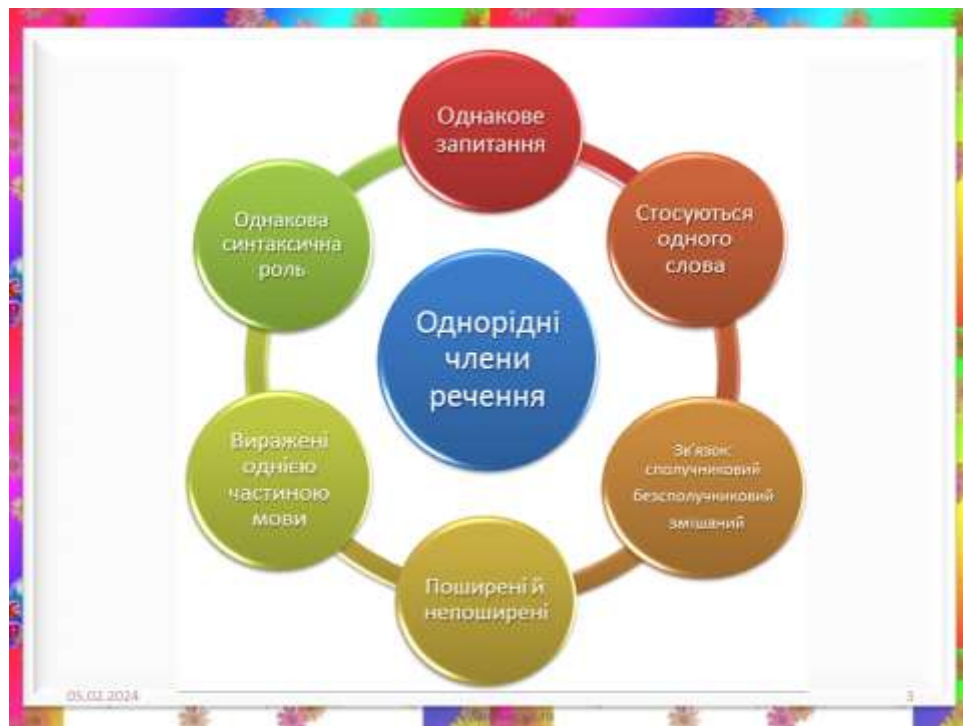 Однакове
запитання
Стосуються
одного
слова
Зв'язок:
сполучниковий
безсполучниковий
змішаний
Поширені й
непоширені
Виражені
однією
частиною
мови
Однакова
синтаксична
роль
Однорідні
члени
речення
05.02.2024
3